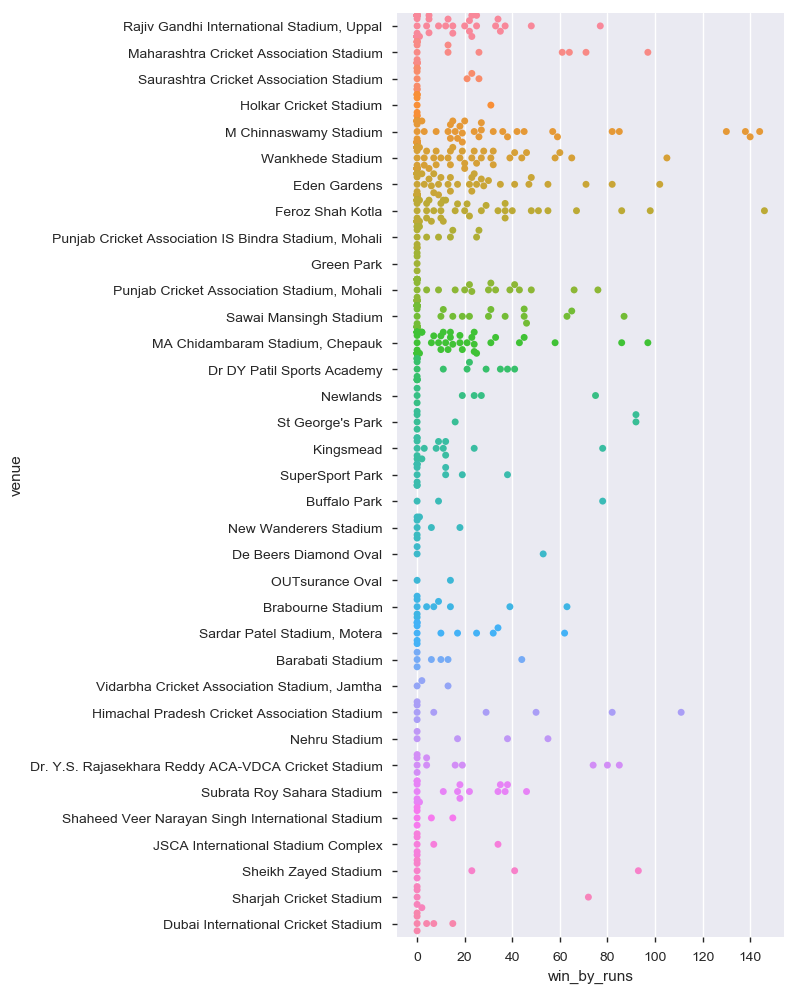 Rajiv Gandhi International Stadium, Uppal
Maharashtra Cricket Association Stadium
Saurashtra Cricket Association Stadium
Holkar Cricket Stadium
M Chinnaswamy Stadium
Wankhede Stadium
Eden Gardens
Feroz Shah Kotla
Punjab Cricket Association IS Bindra Stadium, Mohali
Green Park
Punjab Cricket Association Stadium, Mohali
Sawai Mansingh Stadium
MA Chidambaram Stadium, Chepauk
Dr DY Patil Sports Academy
Newlands
St George's Park
Kingsmead
SuperSport Park
Buffalo Park
New Wanderers Stadium
De Beers Diamond Oval
OUTsurance Oval
Brabourne Stadium
Sardar Patel Stadium, Motera
Barabati Stadium
Vidarbha Cricket Association Stadium, Jamtha
Himachal Pradesh Cricket Association Stadium
Nehru Stadium
Dr. Y.S. Rajasekhara Reddy ACA-VDCA Cricket Stadium
Subrata Roy Sahara Stadium
Shaheed Veer Narayan Singh International Stadium
JSCA International Stadium Complex
Sheikh Zayed Stadium
Sharjah Cricket Stadium
Dubai International Cricket Stadium
venue
0 20 40 60 80 100 120 140
win_by_runs